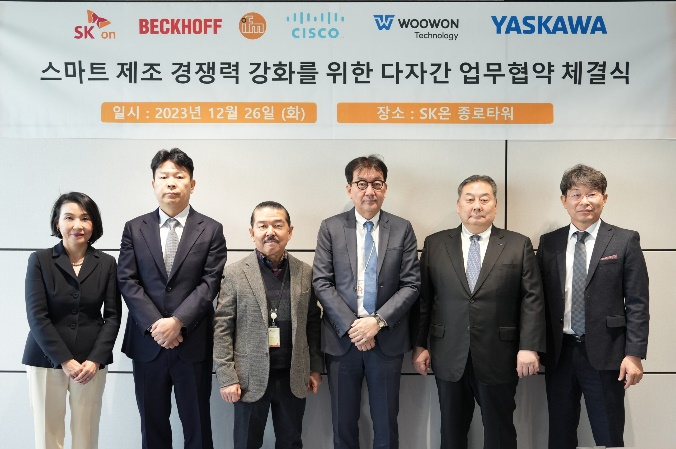 SK on BECKHOFF ifm CISCO WOOWON Technology YASKAWA
스마트 제조 경쟁력 강화를 위한 다자간 업무협약 체결식
일시 : 2023년 12월 26일 (화) 장소 : SK온 종로타워